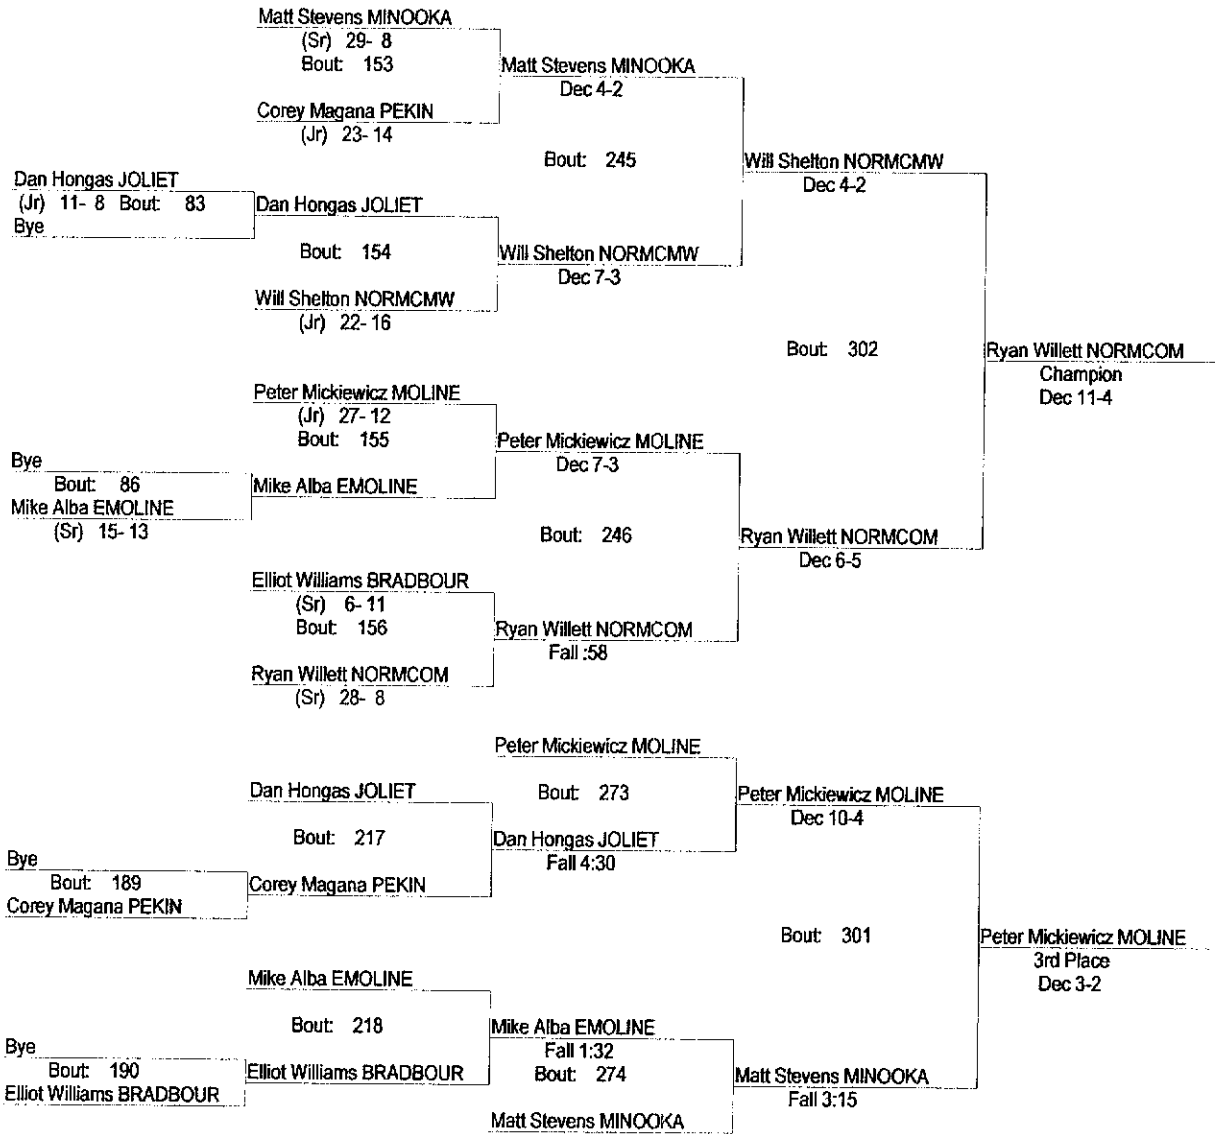 Matt Stevens MINOOKA
(Sr) 29- 8
Bout: 153
Matt Stevens MINOOKA
Dec 4-2
Corey Magana PEKIN
(Jr) 23- 14
Bout: 245
Will Shelton NORMCMW
Dec 4-2
Dan Hongas JOLIET
(Jr) 11- 8 Bout: 83
Bye
Dan Hongas JOLIET
Bout: 154
Will Shelton NORMCMW
Dec 7-3
Will Shelton NORMCMW
(Jr) 22- 16
Bout: 302
Ryan Willett NORMCOM
Champion
Dec 11-4
Peter Mickiewicz MOLINE
(Jr) 27- 12
Bout: 155
Peter Mickiewicz MOLINE
Dec 7-3
Bye
Bout: 86
Mike Alba EMOLINE
(Sr) 15- 13
Mike Alba EMOLINE
Bout: 246
Ryan Willett NORMCOM
Dec 6-5
Elliot Williams BRADBOUR
(Sr) 6- 11
Bout: 156
Ryan Willett NORMCOM
Fall :58
Ryan Willett NORMCOM
(Sr) 28- 8
Peter Mickiewicz MOLINE
Dan Hongas JOLIET
Bout: 273
Peter Mickiewicz MOLINE
Dec 10-4
Bout: 217
Dan Hongas JOLIET
Fall 4:30
Bye
Bout: 189
Corey Magana PEKIN
Corey Magana PEKIN
Bout: 301
Peter Mickiewicz MOLINE
3rd Place
Dec 3-2
Mike Alba EMOLINE
Bout: 218
Mike Alba EMOLINE
Fall 1:32
Bout: 274
Bye
Bout: 190
Elliot Williams BRADBOUR
Elliot Williams BRADBOUR
Matt Stevens MINOOKA
Fall 3:15
Matt Stevens MINOOKA